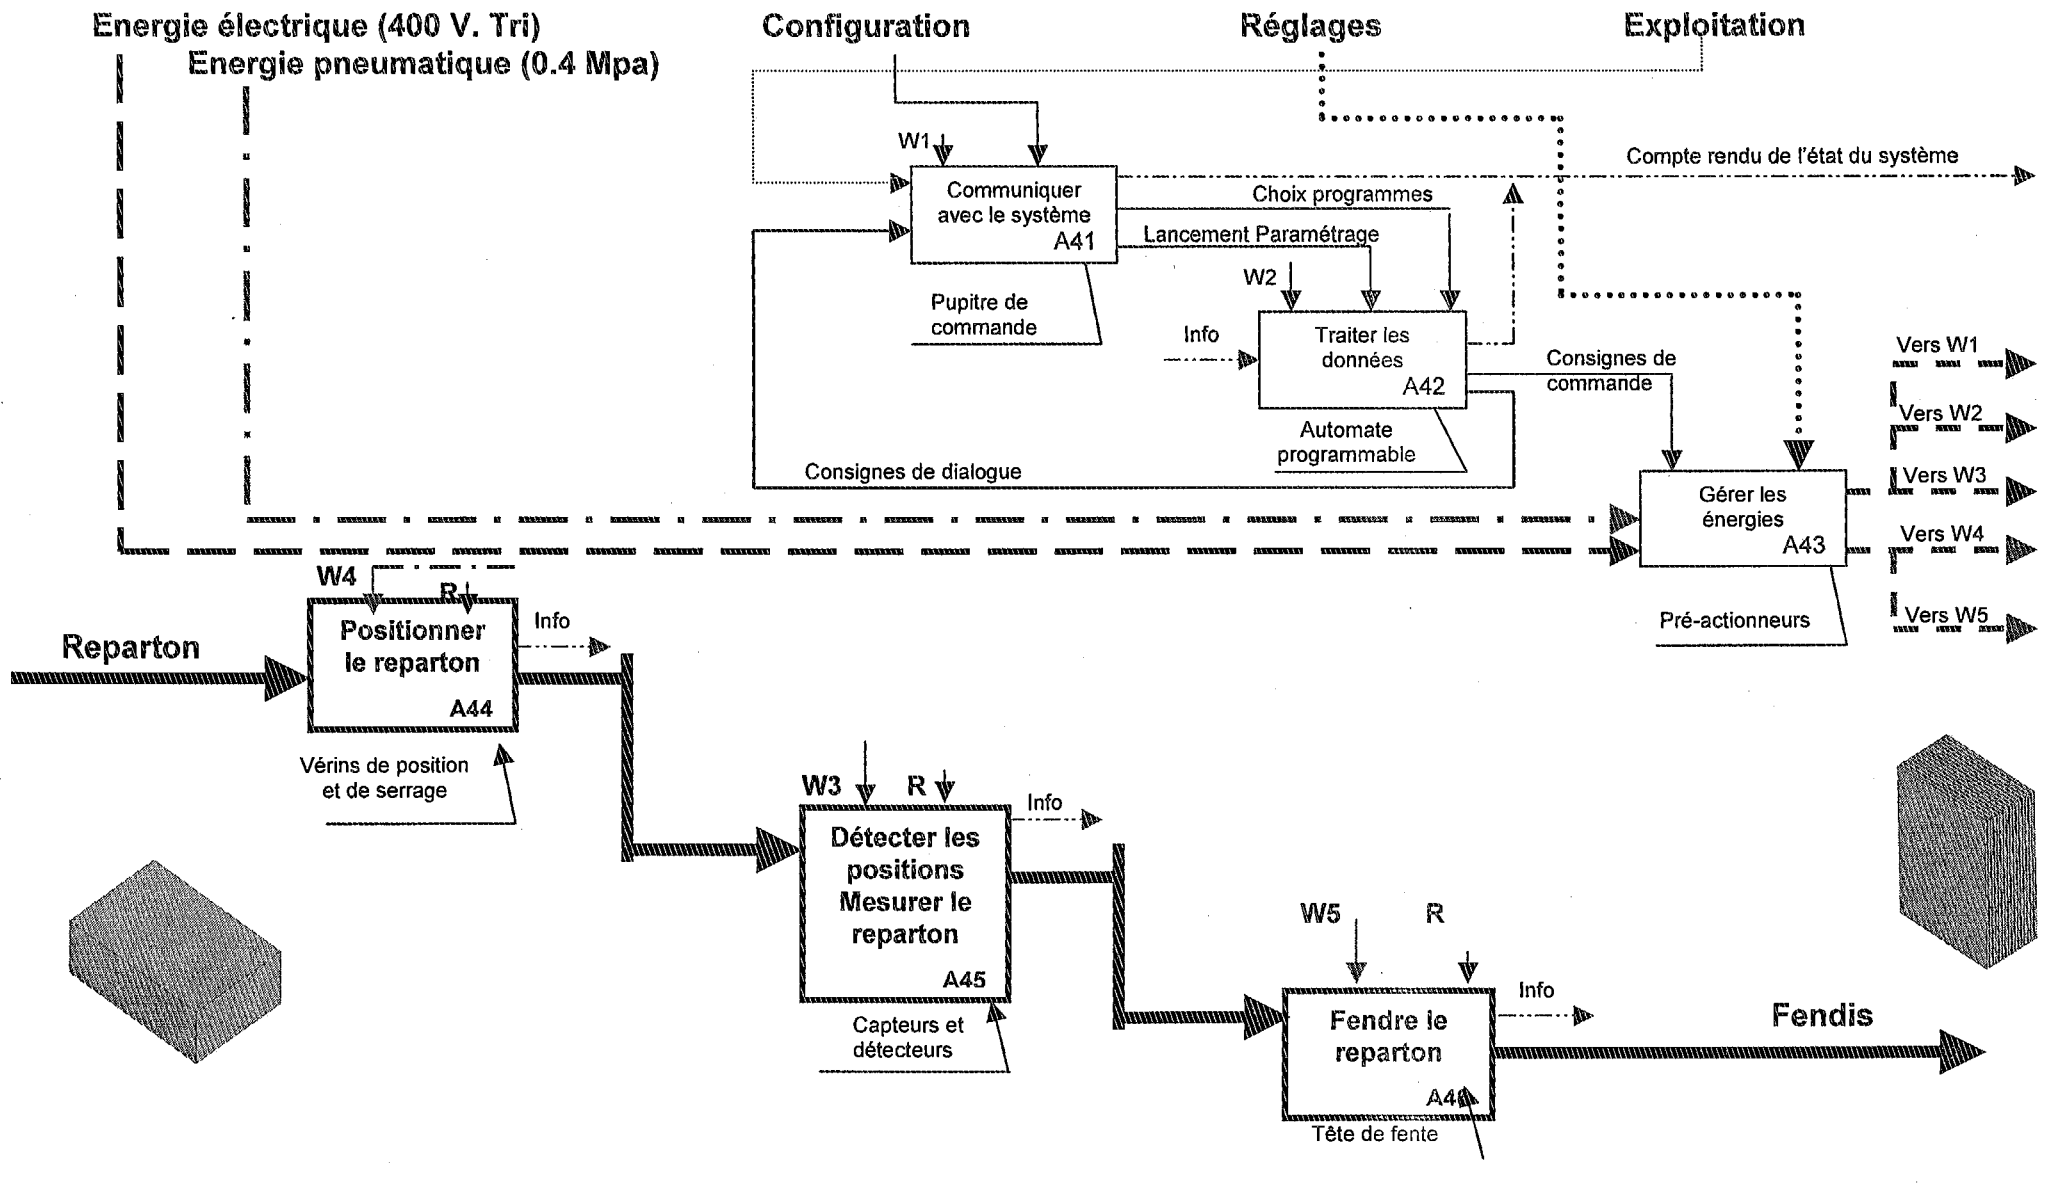 Energie électrique (400 V. Tri)
Energie pneumatique (0.4 Mpa)
Configuration
Réglages
Exploitation
W1
Communiquer
avec le système
A41
Pupitre de
commande
Compte rendu de l'état du système
Choix programmes
Lancement Paramétrage
W2
Info
Traiter les
données
A42
Automate
programmable
Consignes de
commande
Consignes de dialogue
Gérer les
énergies
A43
Pré-actionneurs
Vers W1
Vers W2
Vers W3
Vers W4
Vers W5
W4
R
Reparton
Positionner
le reparton
A44
Info
Vérins de position
et de serrage
W3
R
Détecter les
positions
Mesurer le
reparton
A45
Info
Capteurs et
détecteurs
W5
R
Fendre le
reparton
Info
Tête de fente
Fendis